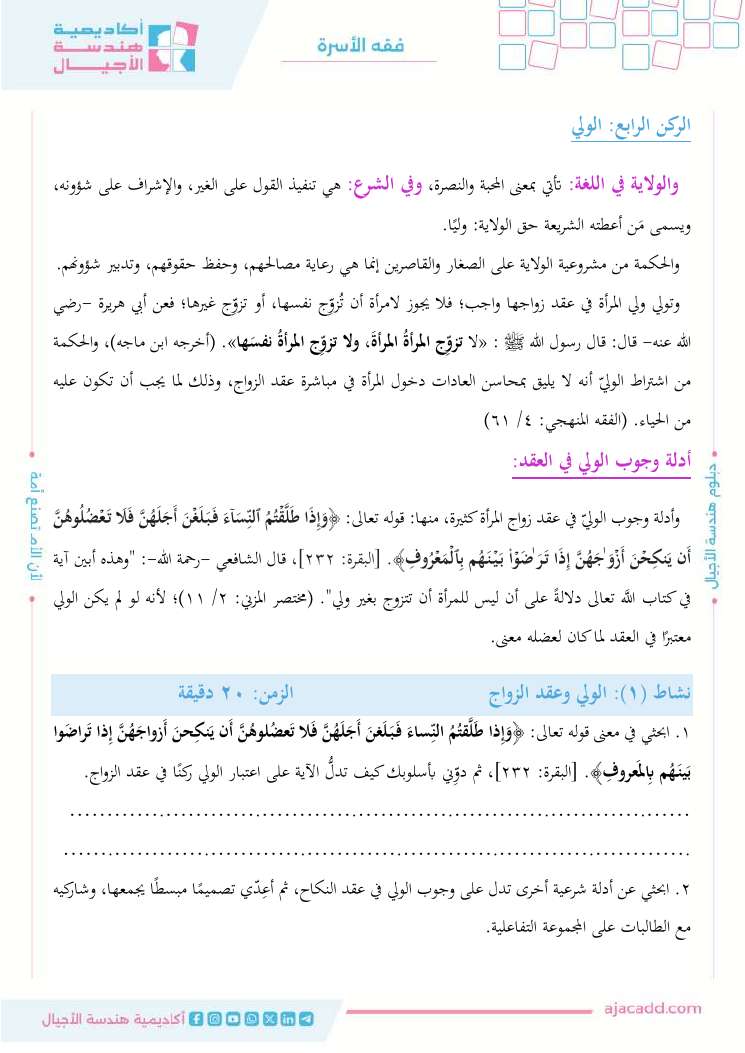 أكاديمية
هندسة
الأجيال
فقه الأسرة
الركن الرابع: الولي
والولاية في اللغة: تأتي بمعنى المحبة والنصرة، وفي الشرع: هي تنفيذ القول على الغير، والإشراف على شؤونه،
ويسمى مَن أعطته الشريعة حق الولاية: وليًا.
والحكمة من مشروعية الولاية على الصغار والقاصرين إنما هي رعاية مصالحهم، وحفظ حقوقهم، وتدبير شؤونهم.
وتولي ولي المرأة في عقد زواجها واجب؛ فلا يجوز لامرأة أن تُزوّج نفسها، أو تزوّج غيرها؛ فعن أبي هريرة -رضي
الله عنه- قال: قال رسول الله ﷺ : «لا تزوِّج المرأةُ المرأةَ، ولا تزوِّج المرأةُ نفسَها». (أخرجه ابن ماجه)، والحكمة
من اشتراط الوليّ أنه لا يليق بمحاسن العادات دخول المرأة في مباشرة عقد الزواج، وذلك لما يجب أن تكون عليه
من الحياء. (الفقه المنهجي: ٤/ ٦١)
أدلة وجوب الولي في العقد:
وأدلة وجوب الوليّ في عقد زواج المرأة كثيرة، منها: قوله تعالى: ﴿وَإِذَا طَلَّقْتُمُ ٱلنِّسَآءَ فَبَلَغْنَ أَجَلَهُنَّ فَلَا تَعْضُلُوهُنَّ
أَن يَنكِحْنَ أَزْوَٰجَهُنَّ إِذَا تَرَٰضَوْاْ بَيْنَهُم بِٱلْمَعْرُوفِ﴾. [البقرة: ٢٣٢]، قال الشافعي -رحمة الله-: "وهذه أبين آية
في كتاب الله تعالى دلالةً على أن ليس للمرأة أن تتزوج بغير ولي". (مختصر المزني: ٢/ ١١)؛ لأنه لو لم يكن الولي
معتبرًا في العقد لما كان لعضله معنى.
نشاط (١): الولي وعقد الزواج الزمن: ٢٠ دقيقة
١. ابحثي في معنى قوله تعالى: ﴿وَإِذا طَلَّقتُمُ النِّساءَ فَبَلَغنَ أَجَلَهُنَّ فَلا تَعضُلوهُنَّ أَن يَنكِحنَ أَزواجَهُنَّ إِذا تَراضَوا
بَينَهُم بِالمَعروفِ﴾. [البقرة: ٢٣٢]، ثم دوِّني بأسلوبك كيف تدلُّ الآية على اعتبار الولي ركنًا في عقد الزواج.
................................................................................
................................................................................
٢. ابحثي عن أدلة شرعية أخرى تدل على وجوب الولي في عقد النكاح، ثم أعِدّي تصميمًا مبسطًا يجمعها، وشاركيه
مع الطالبات على المجموعة التفاعلية.
دبلوم هندسة الأجيال
لأن الأم تصنع أمة
أكاديمية هندسة الأجيال
ajacadd.com